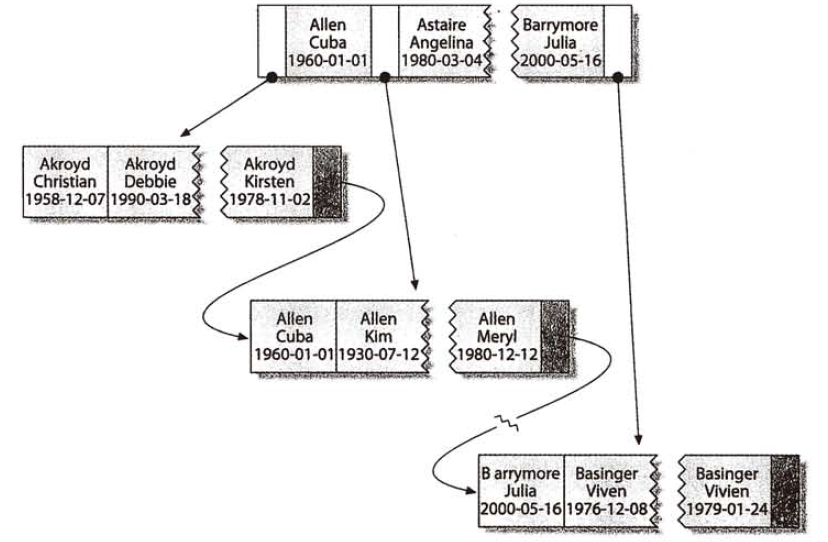 Allen
Cuba
1960-01-01
Astaire
Angelina
1980-03-04
Barrymore
Julia
2000-05-16
Akroyd
Christian
1958-12-07
Akroyd
Debbie
1990-03-18
Akroyd
Kirsten
1978-11-02
Allen
Cuba
1960-01-01
Allen
Kim
1930-07-12
Allen
Meryl
1980-12-12
B arrymore
Julia
2000-05-16
Basinger
Viven
1976-12-08
Basinger
Vivien
1979-01-24